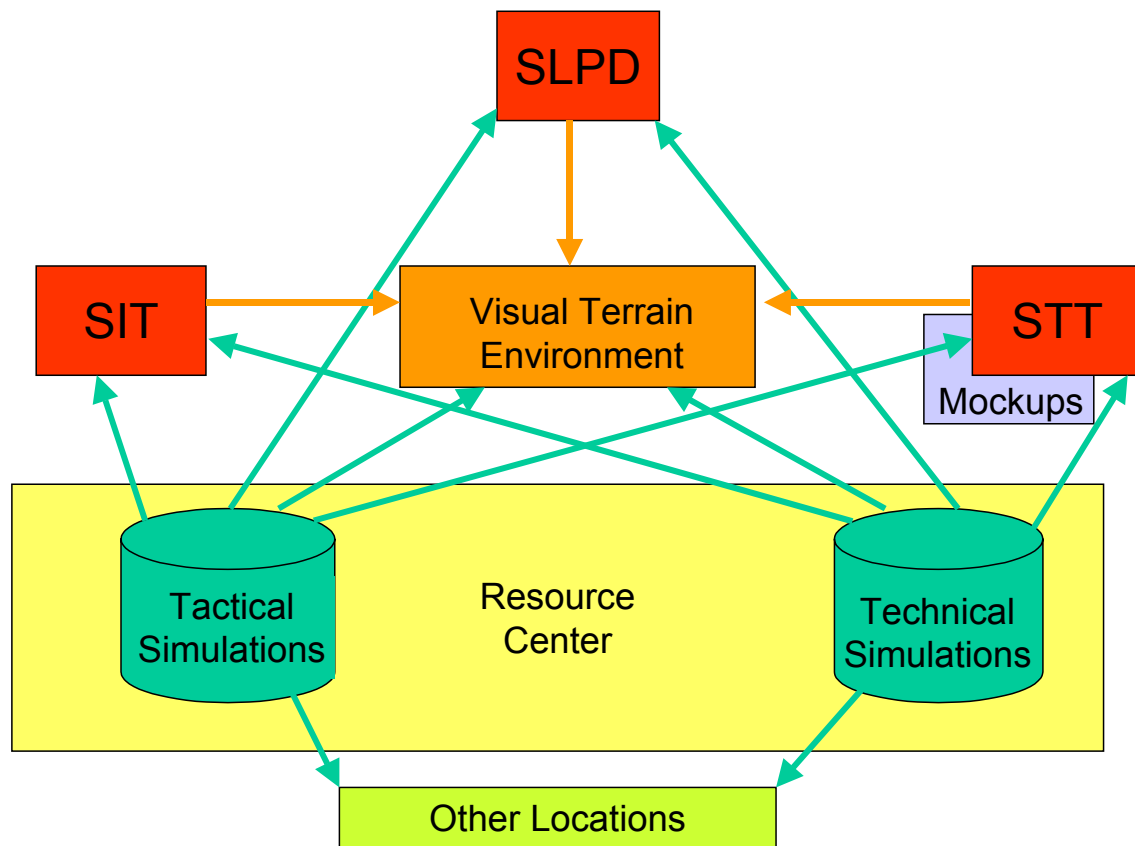 SLPD
SIT
Visual Terrain
Environment
STT
Mockups
Tactical
Simulations
Resource
Center
Technical
Simulations
Other Locations